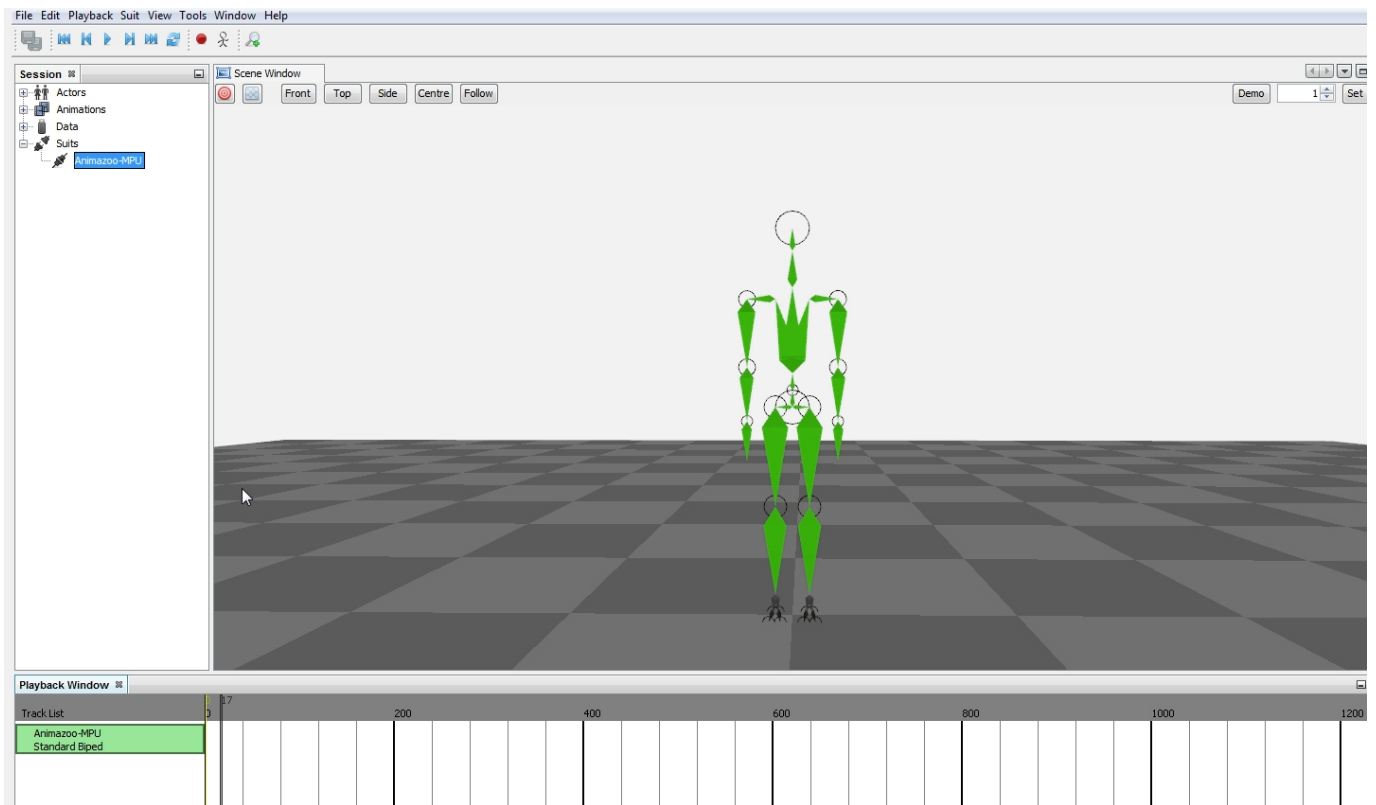 File Edit Playback Suit View Tools Window Help
Session
Scene Window
Actors
Animations
Data
Suits
Animazoo-MPU
Front Top Side Centre Follow
Demo 1 Set
Playback Window
17
Track List 0 200 400 600 800 1000 1200
Animazoo-MPU
Standard Biped